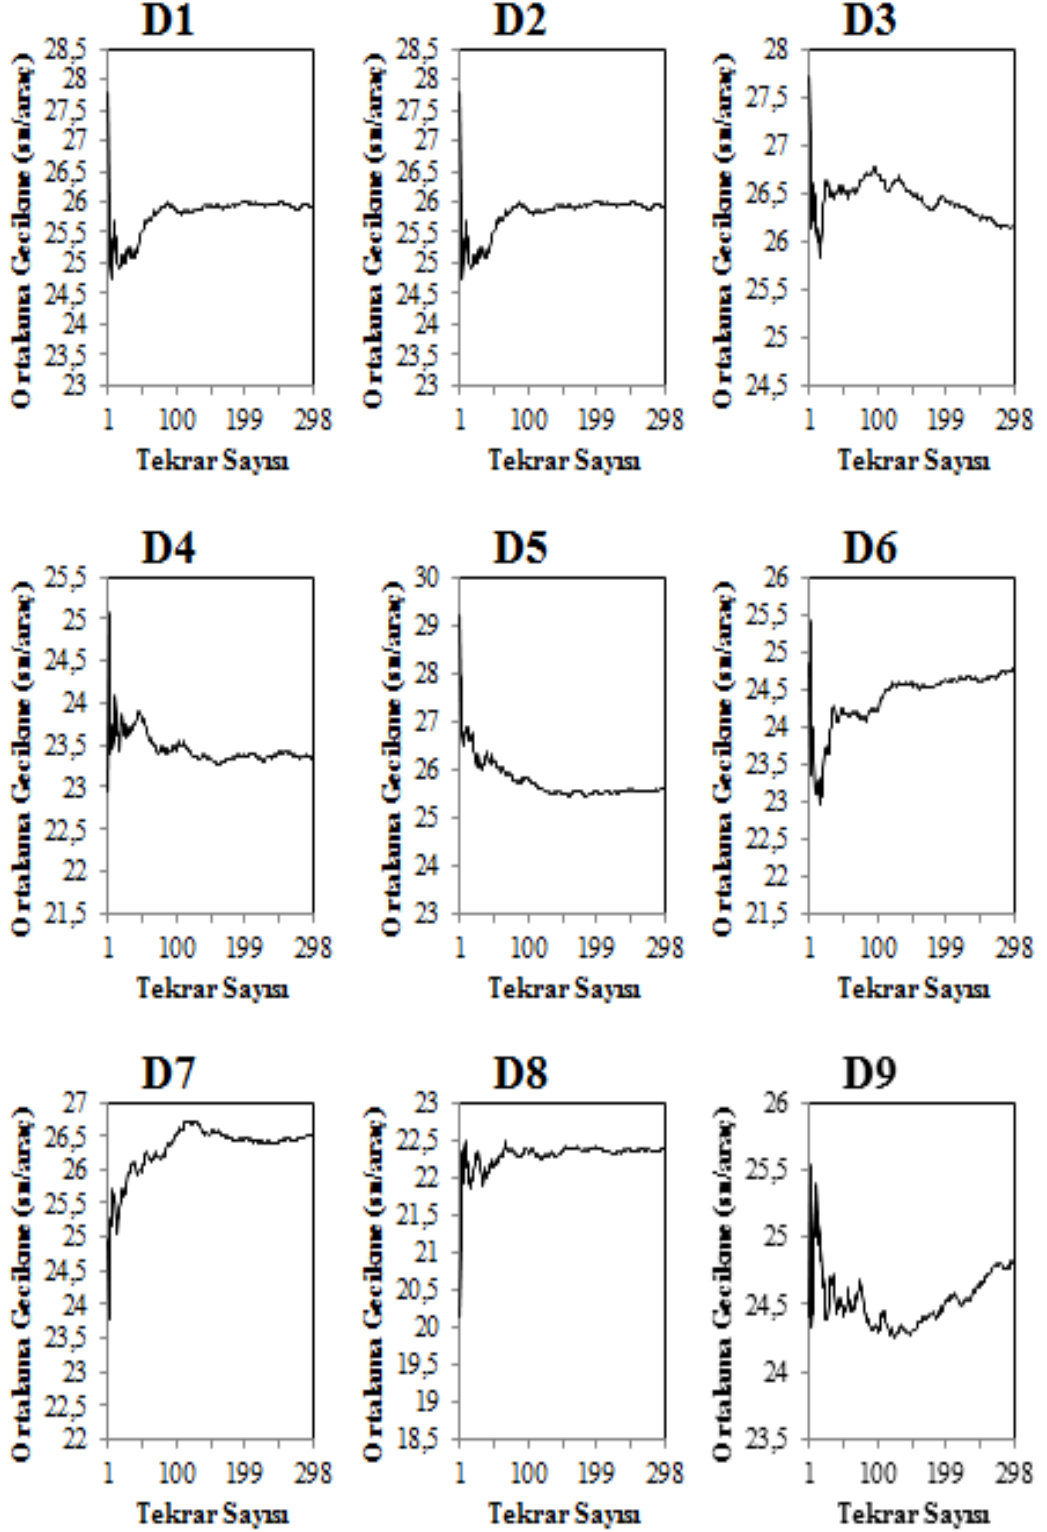 D1
D2
D3
Ortalama Gecikme (sn/araç)
28,5
28
27,5
27
26,5
26
25,5
25
24,5
24
23,5
23
1 100 199 298
Tekrar Sayısı
Ortalama Gecikme (sn/araç)
28,5
28
27,5
27
26,5
26
25,5
25
24,5
24
23,5
23
1 100 199 298
Tekrar Sayısı
Ortalama Gecikme (sn/araç)
28
27,5
27
26,5
26
25,5
25
24,5
1 100 199 298
Tekrar Sayısı
D4
D5
D6
Ortalama Gecikme (sn/araç)
25,5
25
24,5
24
23,5
23
22,5
22
21,5
1 100 199 298
Tekrar Sayısı
Ortalama Gecikme (sn/araç)
30
29
28
27
26
25
24
23
1 100 199 298
Tekrar Sayısı
Ortalama Gecikme (sn/araç)
26
25,5
25
24,5
24
23,5
23
22,5
22
21,5
1 100 199 298
Tekrar Sayısı
D7
D8
D9
Ortalama Gecikme (sn/araç)
27
26,5
26
25,5
25
24,5
24
23,5
23
22,5
22
1 100 199 298
Tekrar Sayısı
Ortalama Gecikme (sn/araç)
23
22,5
22
21,5
21
20,5
20
19,5
19
18,5
1 100 199 298
Tekrar Sayısı
Ortalama Gecikme (sn/araç)
26
25,5
25
24,5
24
23,5
1 100 199 298
Tekrar Sayısı